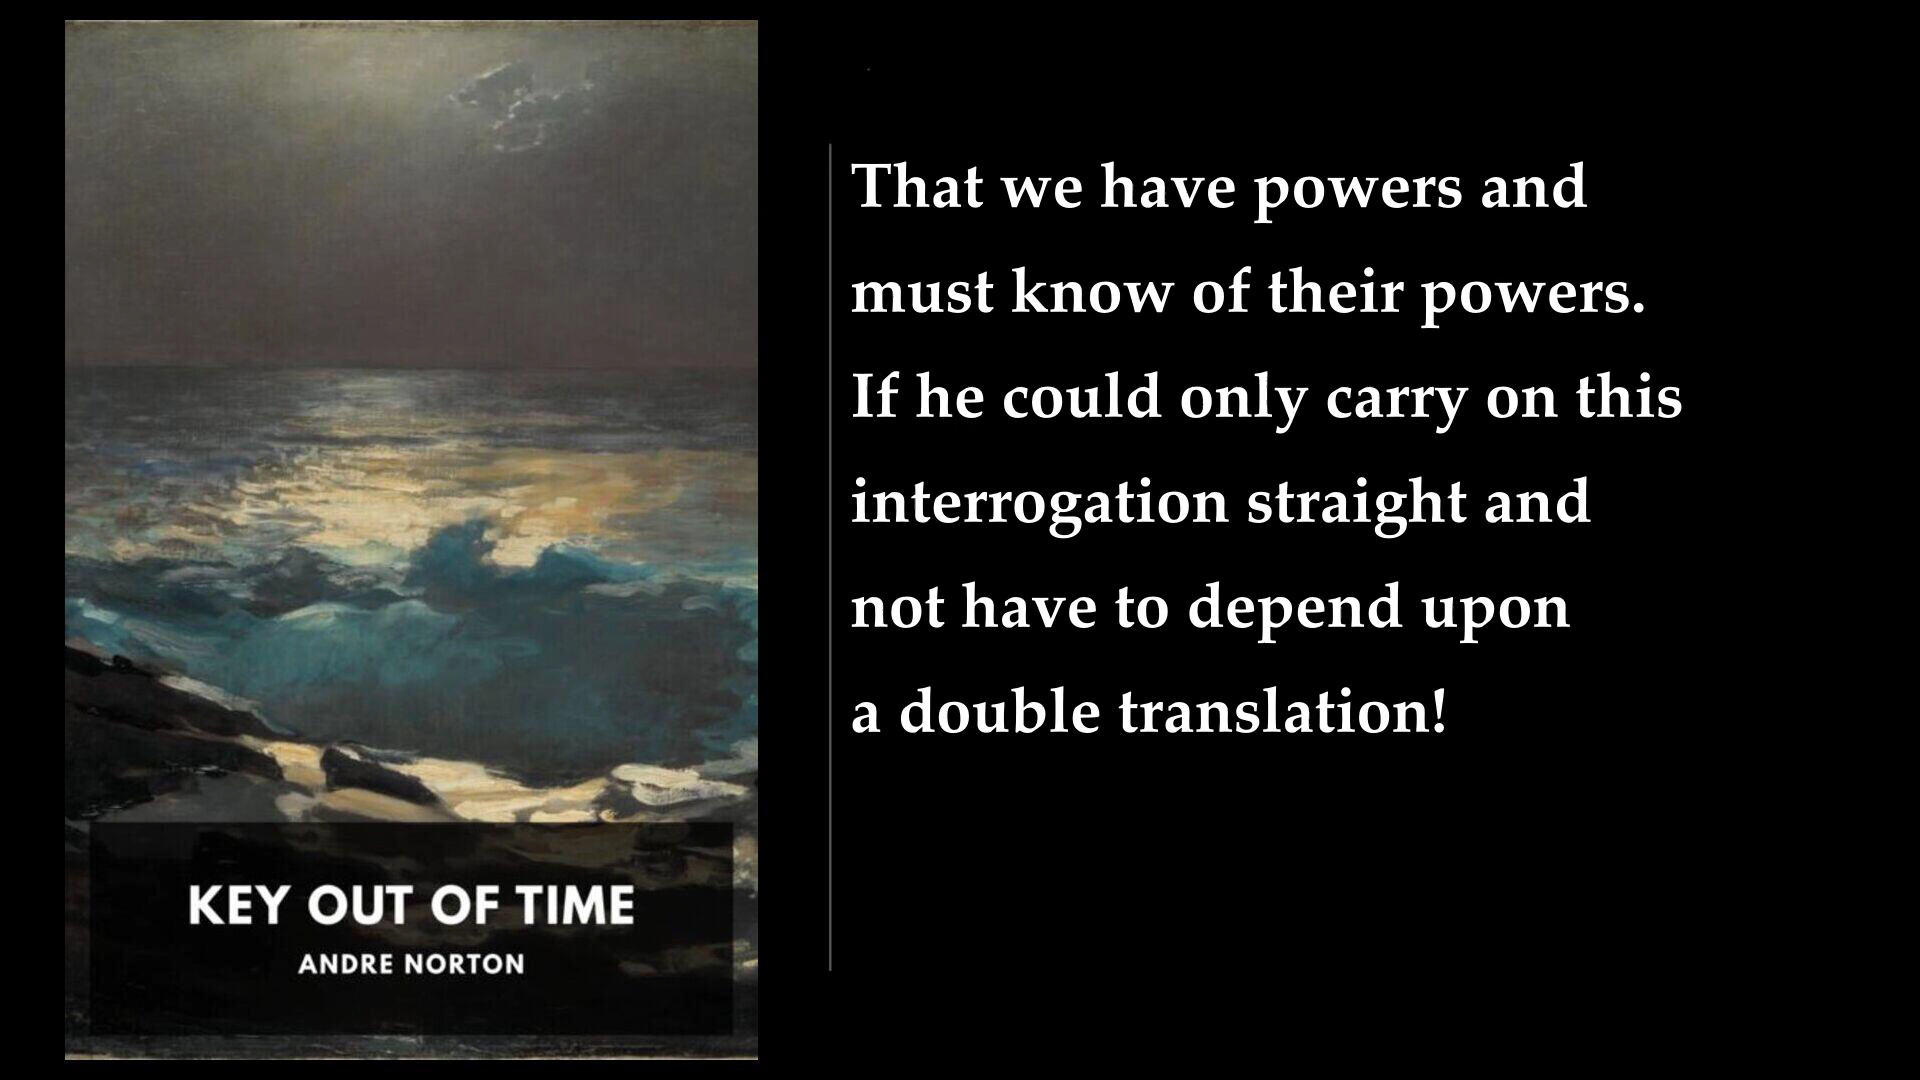 That we have powers and
must know of their powers.
If he could only carry on this
interrogation straight and
not have to depend upon
a double translation!
KEY OUT OF TIME
ANDRE NORTON